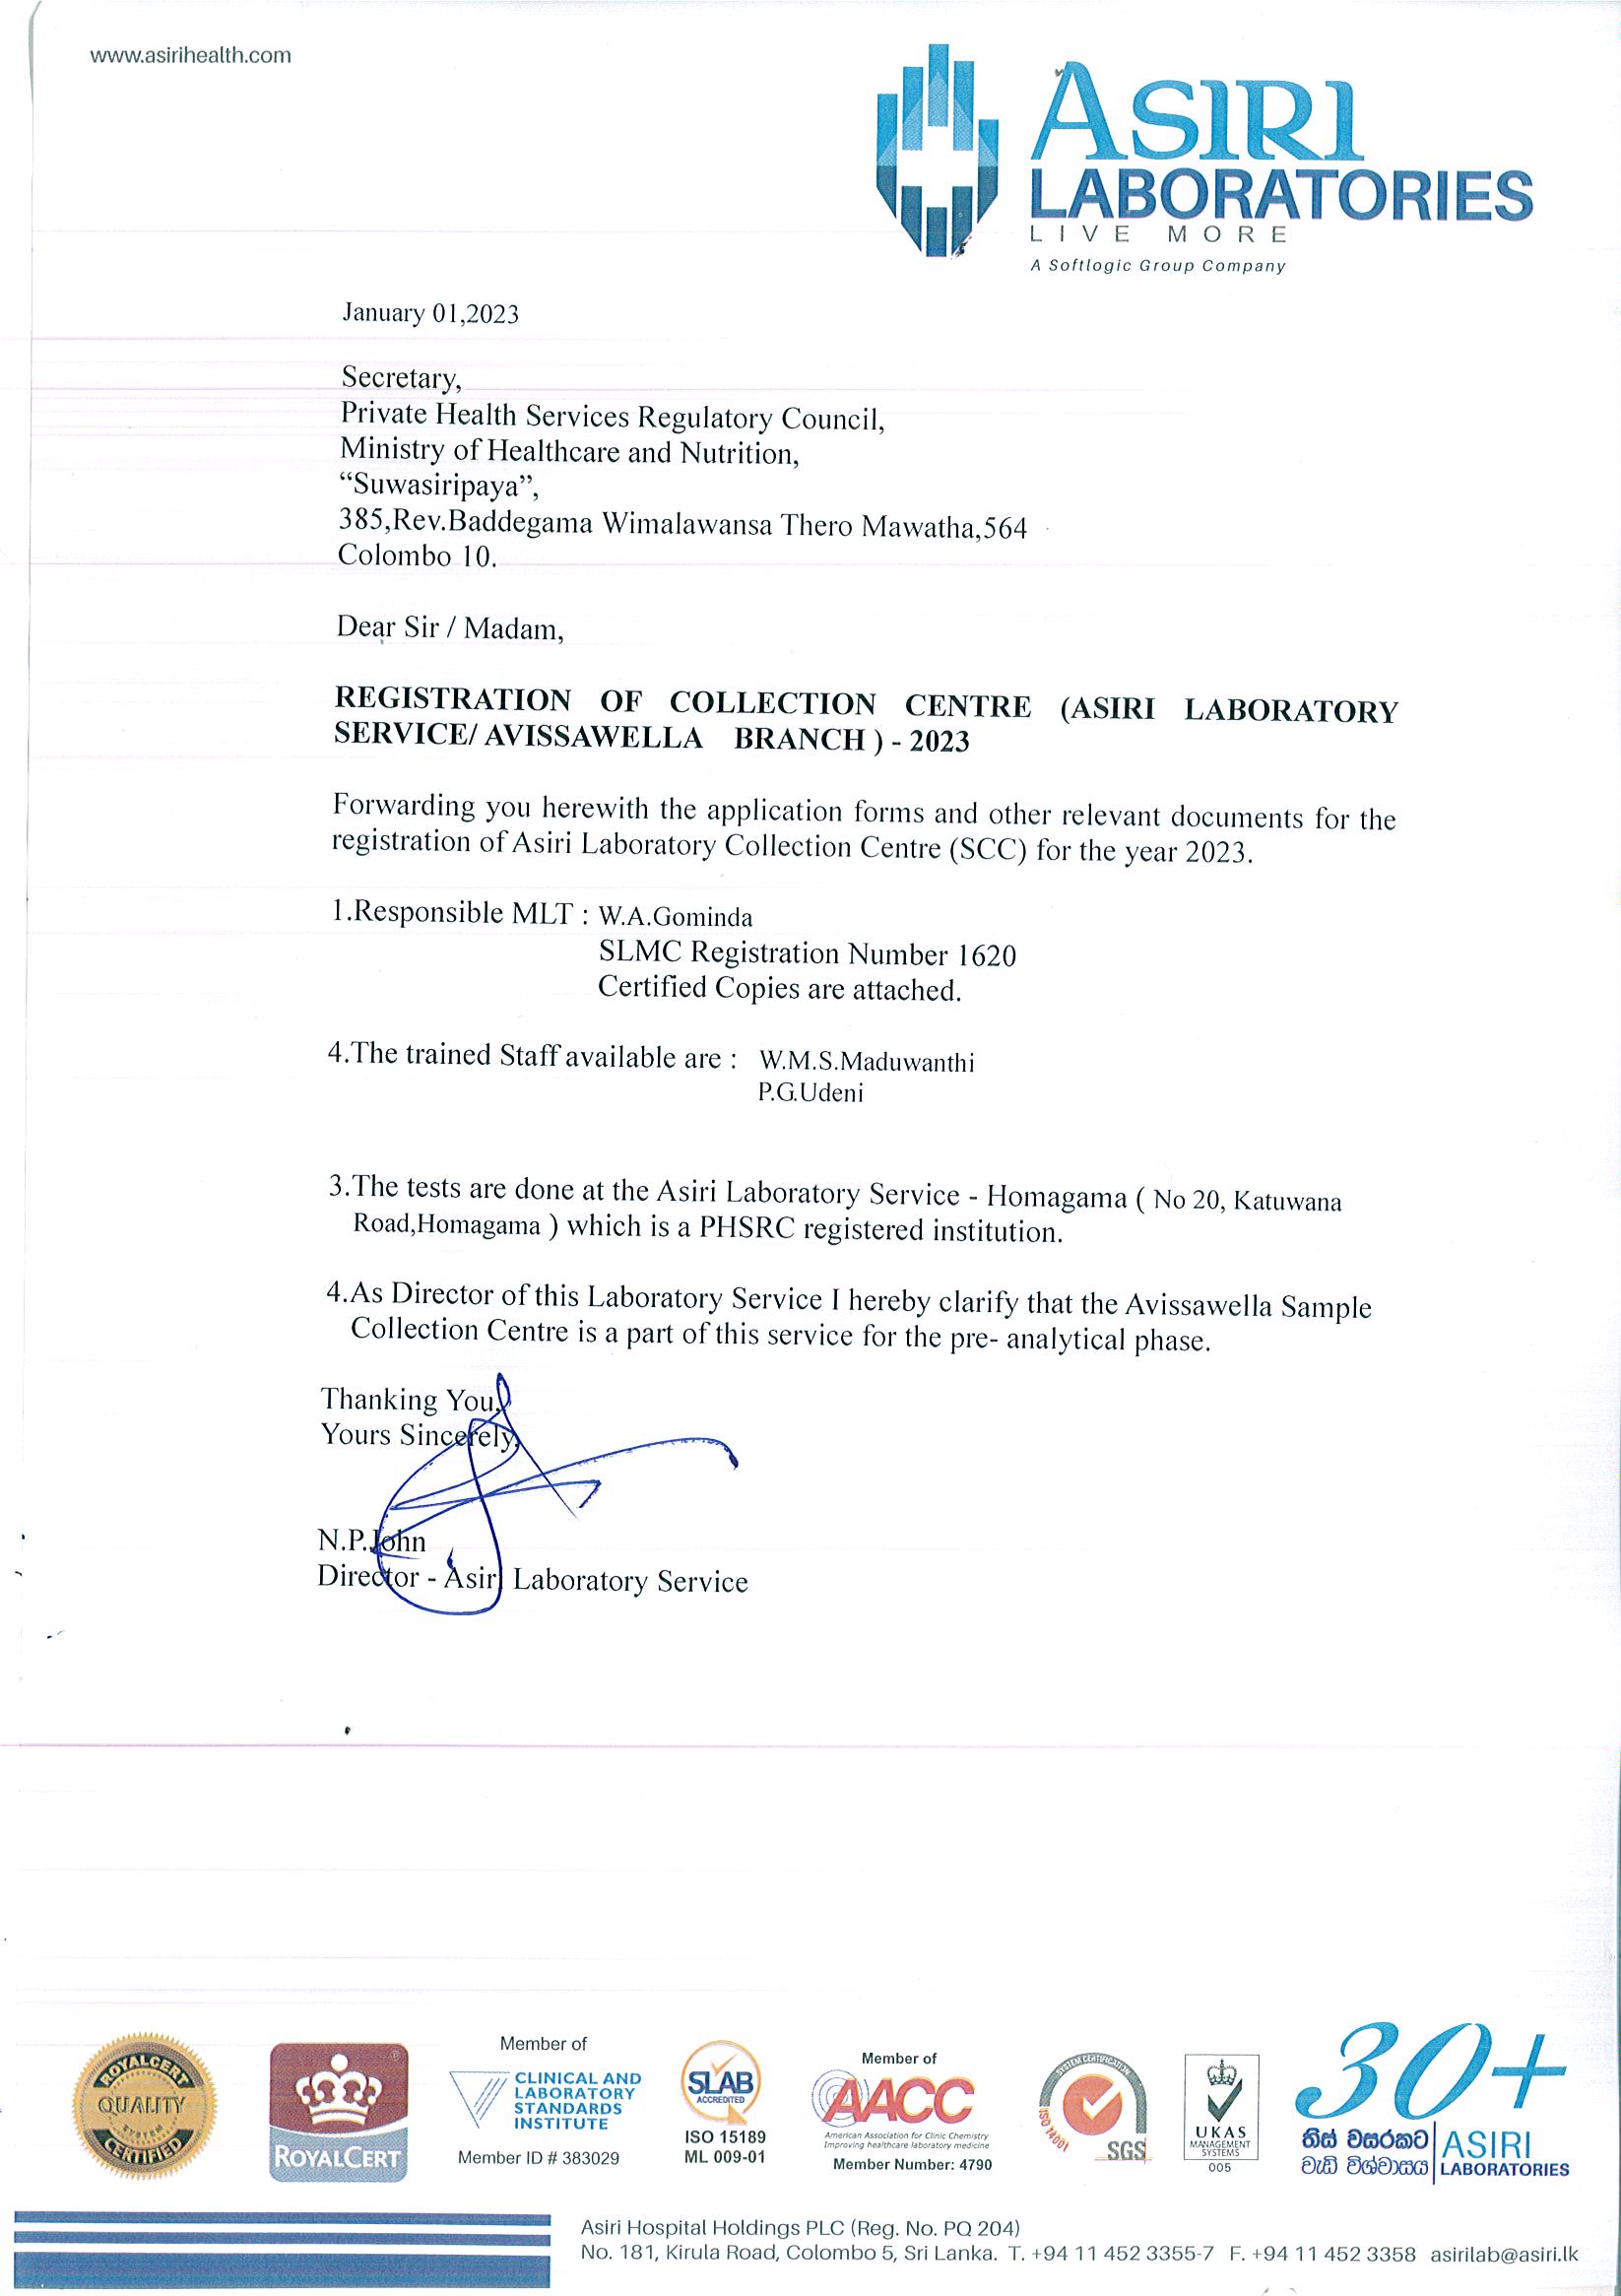 www.asirihealth.com
ASIRI
LABORATORIES
LIVE MORE
A Softlogic Group Company
January 01,2023
Secretary,
Private Health Services Regulatory Council,
Ministry of Healthcare and Nutrition,
“Suwasiripaya”,
385,Rev.Baddegama Wimalawansa Thero Mawatha,564
Colombo 10.
Dear Sir / Madam,
REGISTRATION OF COLLECTION CENTRE (ASIRI LABORATORY
SERVICE/ AVISSAWELLA BRANCH ) - 2023
Forwarding you herewith the application forms and other relevant documents for the
registration of Asiri Laboratory Collection Centre (SCC) for the year 2023.
1.Responsible MLT : W.A.Gominda
SLMC Registration Number 1620
Certified Copies are attached.
4.The trained Staff available are : W.M.S.Maduwanthi
P.G.Udeni
3.The tests are done at the Asiri Laboratory Service - Homagama ( No 20, Katuwana
Road,Homagama ) which is a PHSRC registered institution.
4.As Director of this Laboratory Service I hereby clarify that the Avissawella Sample
Collection Centre is a part of this service for the pre- analytical phase.
Thanking You,
Yours Sincerely,
N.P.John
Director - Asiri Laboratory Service
ROYALCERT
QUALITY
SYSTEM
CERTIFIED
ROYALCERT
Member of
CLINICAL AND
LABORATORY
STANDARDS
INSTITUTE
Member ID # 383029
SLAB
ACCREDITED
ISO 15189
ML 009-01
Member of
AACC
American Association for Clinic Chemistry
Improving healthcare laboratory medicine
Member Number: 4790
SYSTEM CERTIFICATION
ISO 14001
SGS
UKAS
MANAGEMENT
SYSTEMS
005
30+
තිස් වසරකට
වැඩි විශ්වාසය
ASIRI
LABORATORIES
Asiri Hospital Holdings PLC (Reg. No. PQ 204)
No. 181, Kirula Road, Colombo 5, Sri Lanka. T. +94 11 452 3355-7 F. +94 11 452 3358 asirilab@asiri.lk